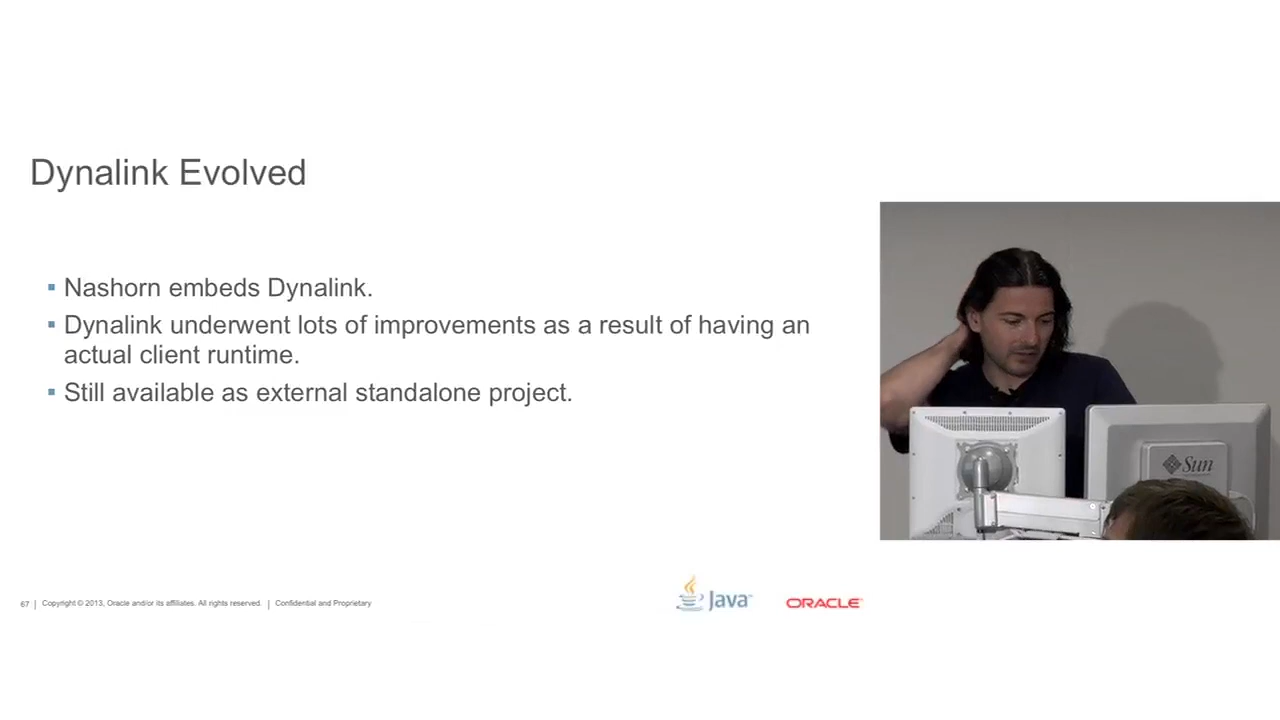 Dynalink Evolved
▪ Nashorn embeds Dynalink.
▪ Dynalink underwent lots of improvements as a result of having an
actual client runtime.
▪ Still available as external standalone project.
Sun
67 | Copyright © 2013, Oracle and/or its affiliates. All rights reserved. | Confidential and Proprietary
Java™
ORACLE